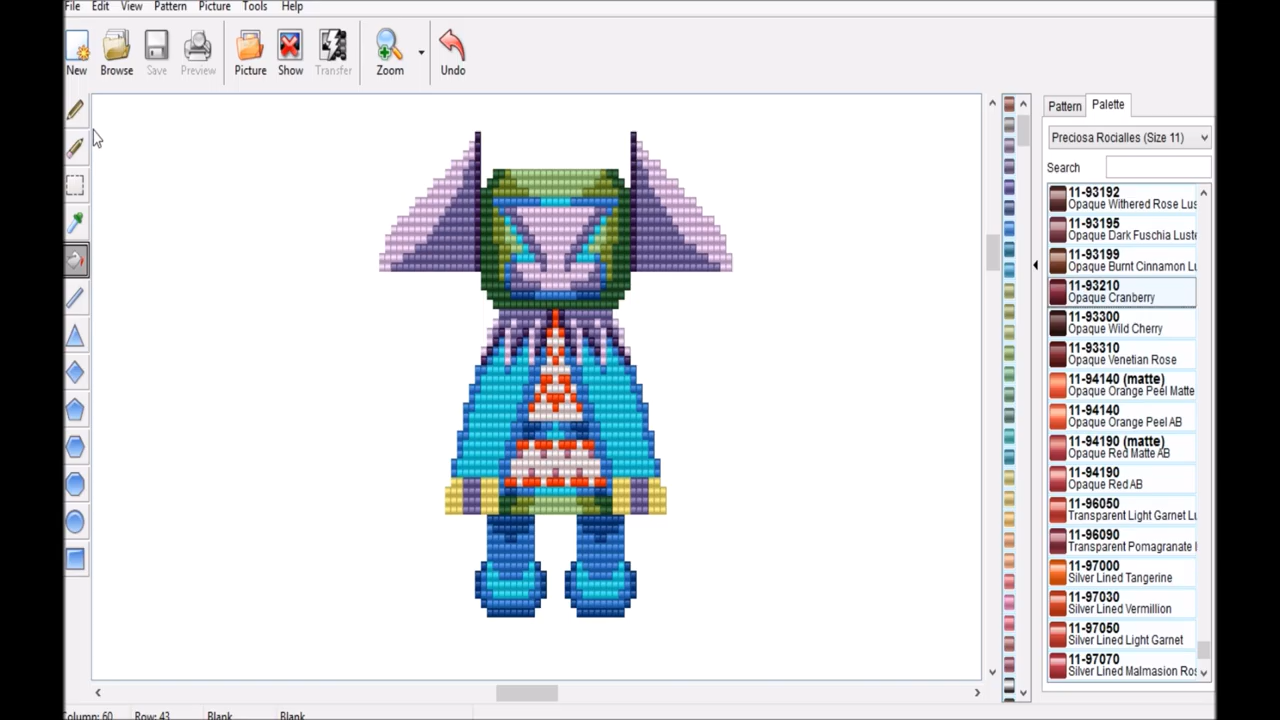 File Edit View Pattern Picture Tools Help
New Browse Save Preview Picture Show Transfer Zoom Undo
Pattern Palette
Preciosa Rocialles (Size 11)
Search
11-93192
Opaque Withered Rose Lus
11-93195
Opaque Dark Fuschia Luste
11-93199
Opaque Burnt Cinnamon Lu
11-93210
Opaque Cranberry
11-93300
Opaque Wild Cherry
11-93310
Opaque Venetian Rose
11-94140 (matte)
Opaque Orange Peel Matte
11-94140
Opaque Orange Peel AB
11-94190 (matte)
Opaque Red Matte AB
11-94190
Opaque Red AB
11-96050
Transparent Light Garnet Lu
11-96090
Transparent Pomagranate
11-97000
Silver Lined Tangerine
11-97030
Silver Lined Vermillion
11-97050
Silver Lined Light Garnet
11-97070
Silver Lined Malmasion Ros
Column: 60 Row: 43 Blank Blank